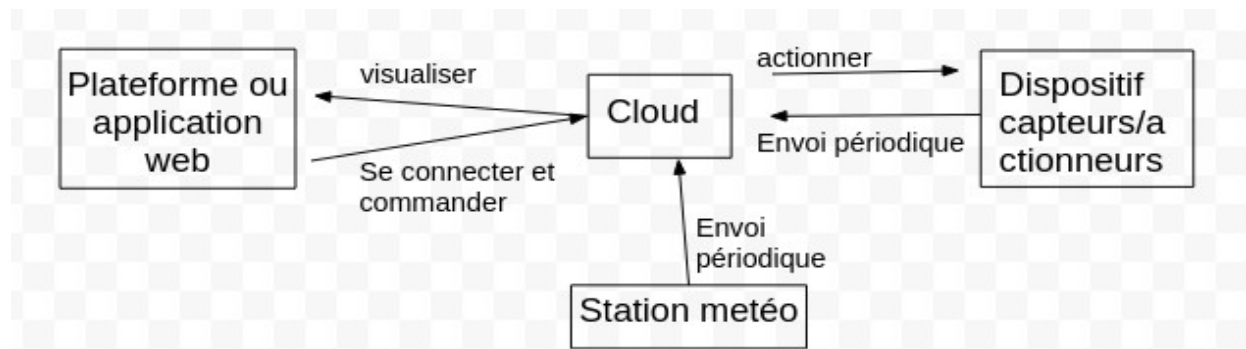 Plateforme ou
application
web
visualiser
Se connecter et
commander
Cloud
actionner
Envoi périodique
Dispositif
capteurs/a
ctionneurs
Envoi
périodique
Station metéo